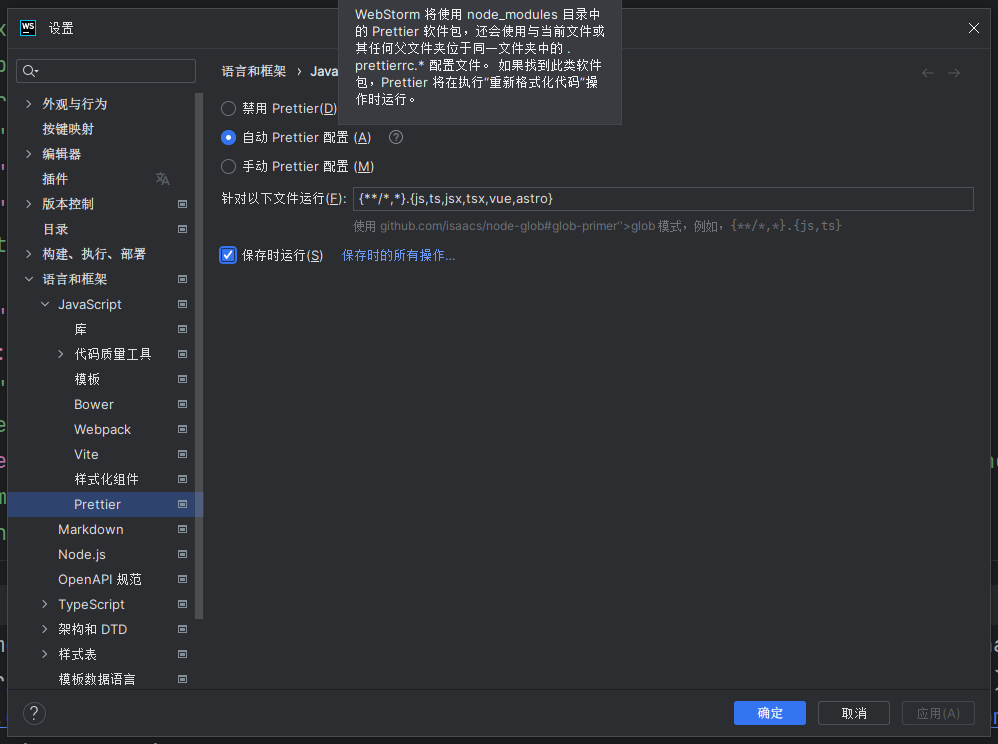 WebStorm 将使用 node_modules 目录中
的 Prettier 软件包，还会使用与当前文件或
其任何父文件夹位于同一文件夹中的 .
prettierrc.* 配置文件。 如果找到此类软件
包，Prettier 将在执行“重新格式化代码”操
作时运行。
WS 设置
语言和框架 › Java
外观与行为
按键映射
编辑器
插件
版本控制
目录
构建、执行、部署
语言和框架
JavaScript
库
代码质量工具
模板
Bower
Webpack
Vite
样式化组件
Prettier
Markdown
Node.js
OpenAPI 规范
TypeScript
架构和 DTD
样式表
模板数据语言
禁用 Prettier(D)
自动 Prettier 配置 (A) ?
手动 Prettier 配置 (M)
针对以下文件运行(F): {**/*,*}.{js,ts,jsx,tsx,vue,astro}
使用 github.com/isaacs/node-glob#glob-primer">glob 模式，例如，{**/*,*}.{js,ts}
保存时运行(S) 保存时的所有操作...
? 确定 取消 应用(A)